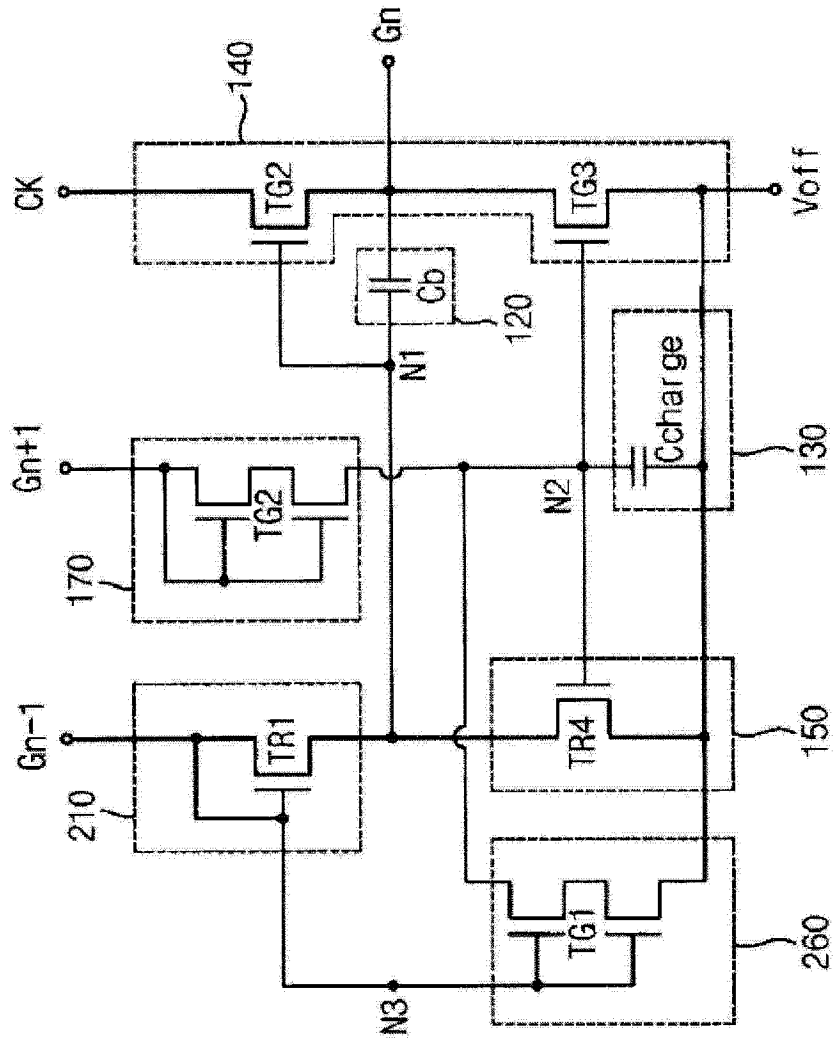 Gn-1
Gn+1
CK
210
170
140
TR1
TG2
TG2
Gn
N1
Cb
120
N3
N2
TG1
TR4
Ccharge
TG3
260
150
130
Voff